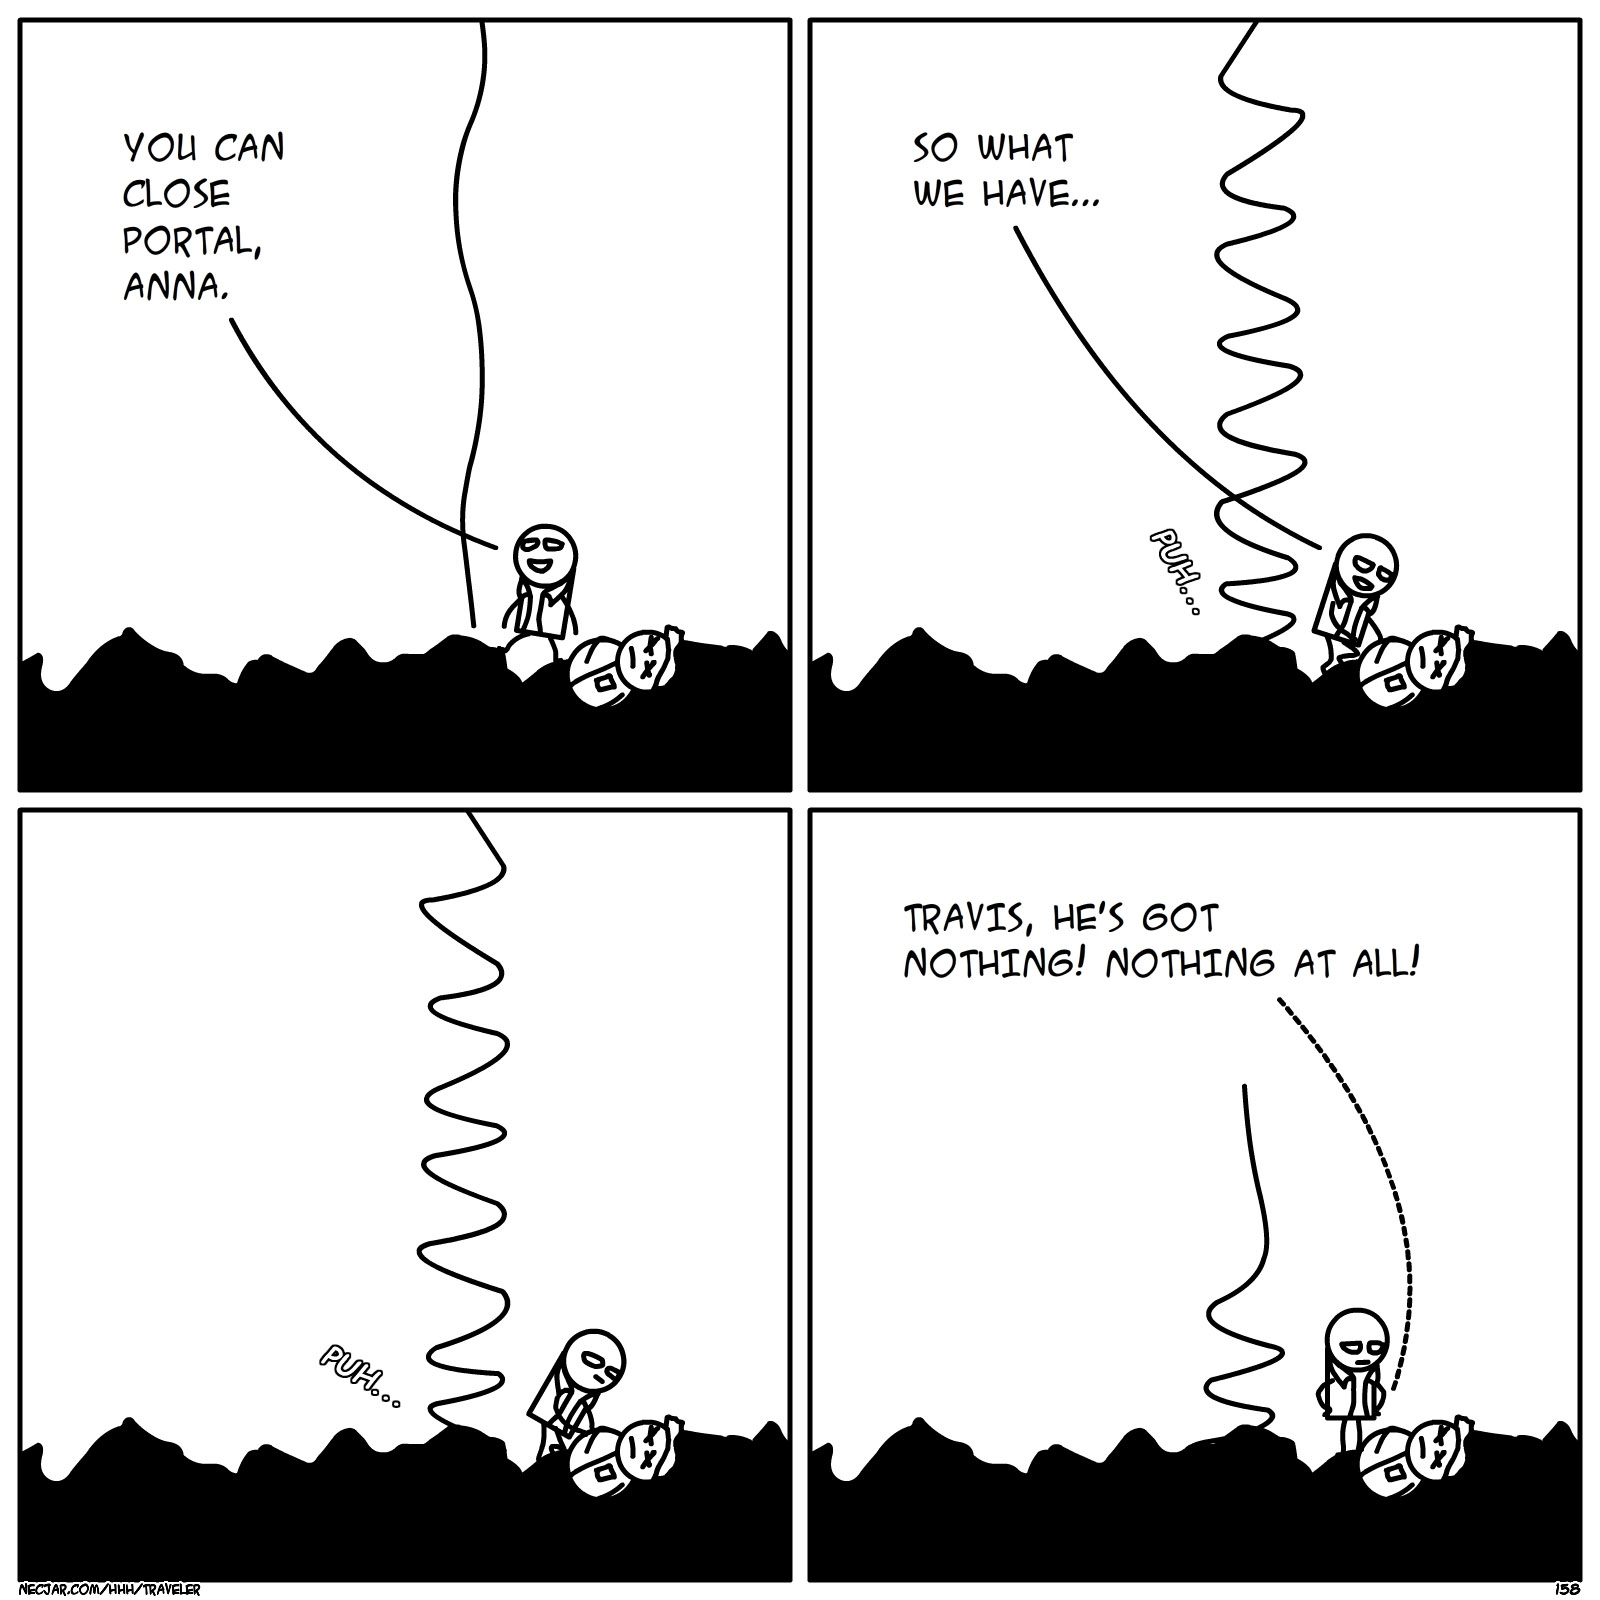 YOU CAN
CLOSE
PORTAL,
ANNA.
SO WHAT
WE HAVE...
PUH...
PUH...
TRAVIS, HE'S GOT
NOTHING! NOTHING AT ALL!
NECJAR.COM/HHH/TRAVELER
158